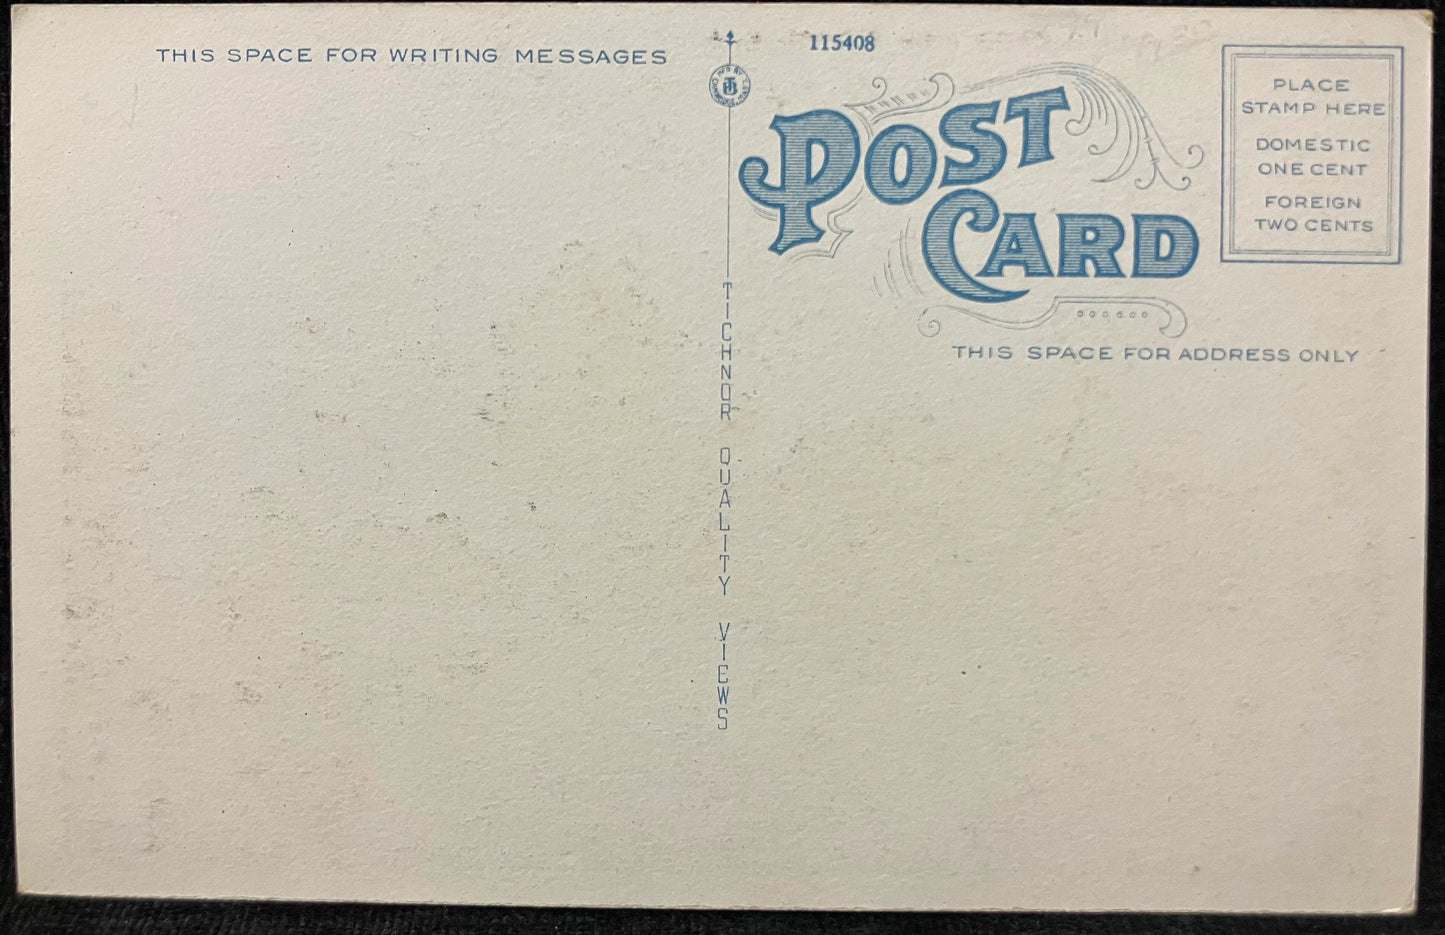 THIS SPACE FOR WRITING MESSAGES
115408
POST
CARD
PLACE
STAMP HERE
DOMESTIC
ONE CENT
FOREIGN
TWO CENTS
THIS SPACE FOR ADDRESS ONLY
TICHNOR QUALITY VIEWS